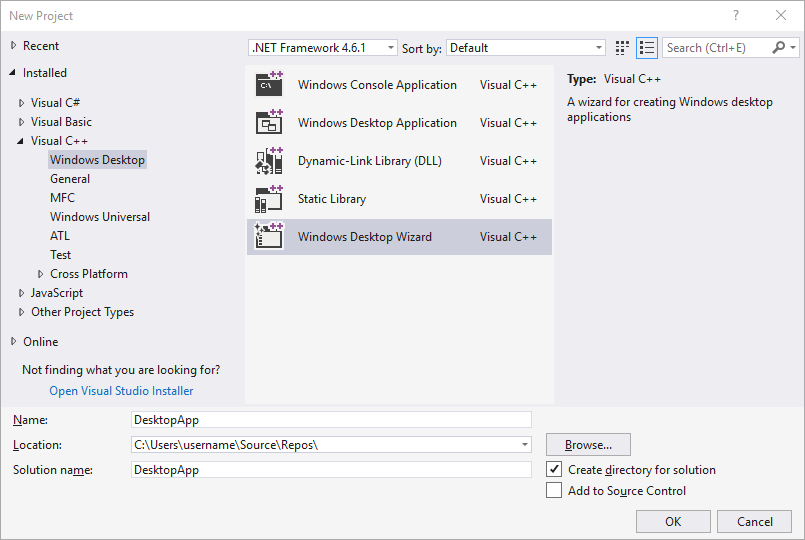 New Project
Recent
.NET Framework 4.6.1
Sort by:
Default
Search (Ctrl+E)
Installed
Visual C#
Visual Basic
Visual C++
Windows Desktop
General
MFC
Windows Universal
ATL
Test
Cross Platform
JavaScript
Other Project Types
Online
Not finding what you are looking for?
Open Visual Studio Installer
Windows Console Application Visual C++
Windows Desktop Application Visual C++
Dynamic-Link Library (DLL) Visual C++
Static Library Visual C++
Windows Desktop Wizard Visual C++
Type: Visual C++
A wizard for creating Windows desktop
applications
Name: DesktopApp
Location: C:\Users\username\Source\Repos\ Browse...
Solution name: DesktopApp
Create directory for solution
Add to Source Control
OK Cancel